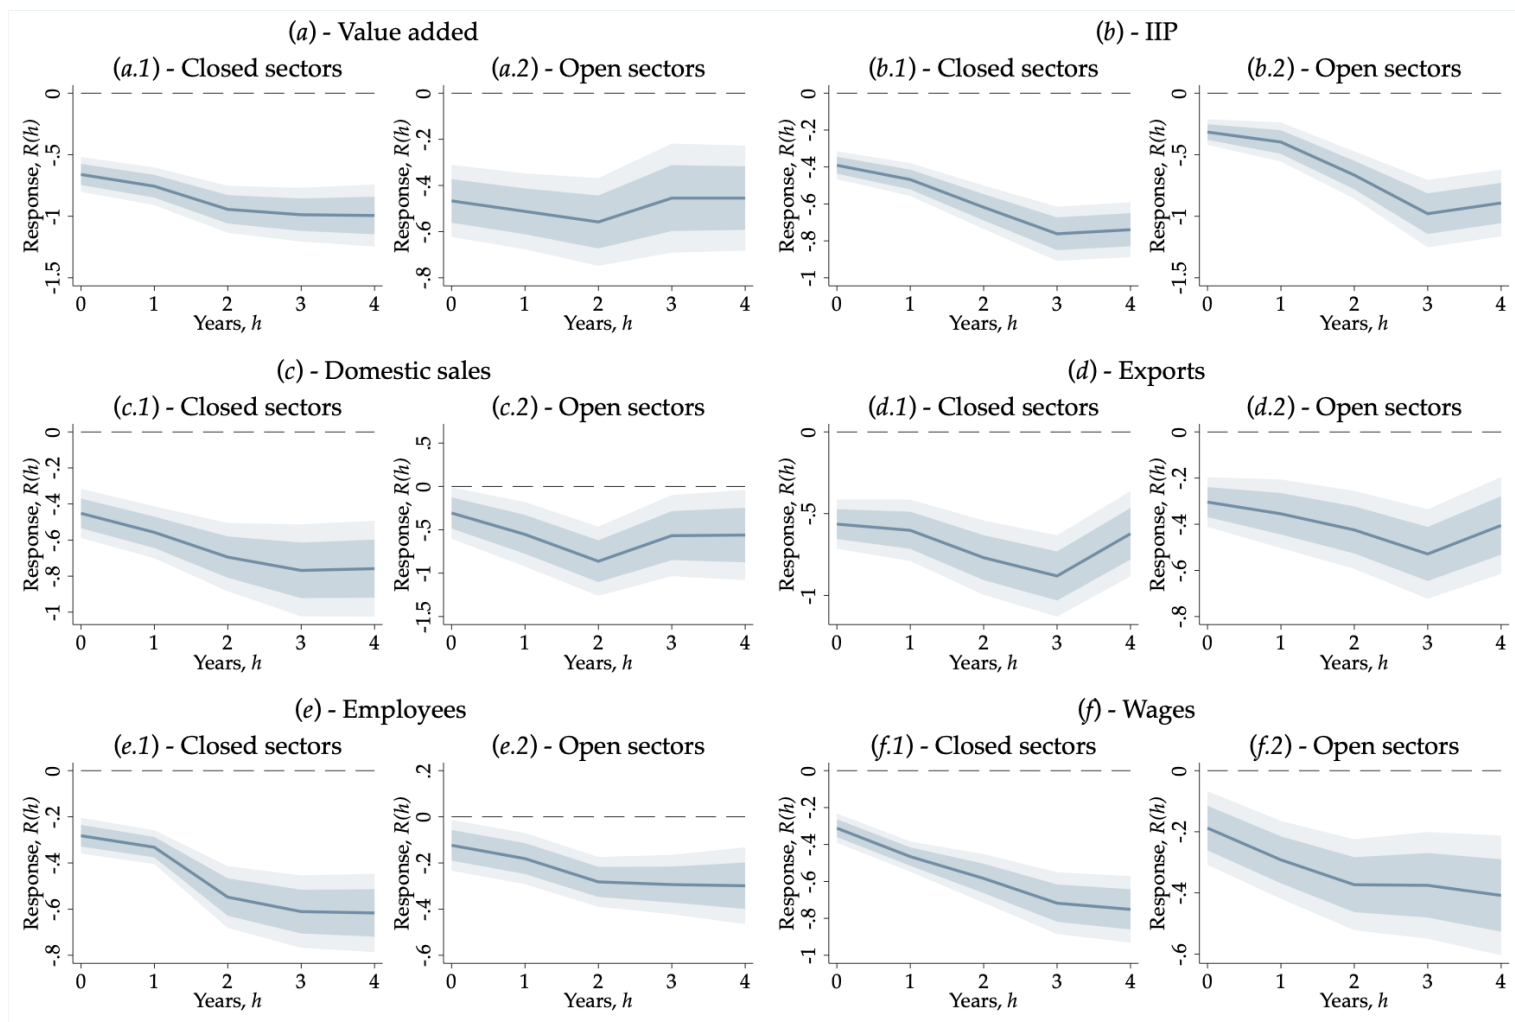 (a) - Value added
(a.1) - Closed sectors
Response, R(h)
0
-.5
-1
-1.5
0 1 2 3 4
Years, h
(a.2) - Open sectors
Response, R(h)
0
-.2
-.4
-.6
-.8
0 1 2 3 4
Years, h
(b) - IIP
(b.1) - Closed sectors
Response, R(h)
0
-.2
-.4
-.6
-.8
-1
0 1 2 3 4
Years, h
(b.2) - Open sectors
Response, R(h)
0
-.5
-1
-1.5
0 1 2 3 4
Years, h
(c) - Domestic sales
(c.1) - Closed sectors
Response, R(h)
0
-.2
-.4
-.6
-.8
-1
0 1 2 3 4
Years, h
(c.2) - Open sectors
Response, R(h)
.5
0
-.5
-1
-1.5
0 1 2 3 4
Years, h
(d) - Exports
(d.1) - Closed sectors
Response, R(h)
0
-.5
-1
0 1 2 3 4
Years, h
(d.2) - Open sectors
Response, R(h)
0
-.2
-.4
-.6
-.8
0 1 2 3 4
Years, h
(e) - Employees
(e.1) - Closed sectors
Response, R(h)
0
-.2
-.4
-.6
-.8
0 1 2 3 4
Years, h
(e.2) - Open sectors
Response, R(h)
.2
0
-.2
-.4
-.6
0 1 2 3 4
Years, h
(f) - Wages
(f.1) - Closed sectors
Response, R(h)
0
-.2
-.4
-.6
-.8
-1
0 1 2 3 4
Years, h
(f.2) - Open sectors
Response, R(h)
0
-.2
-.4
-.6
0 1 2 3 4
Years, h